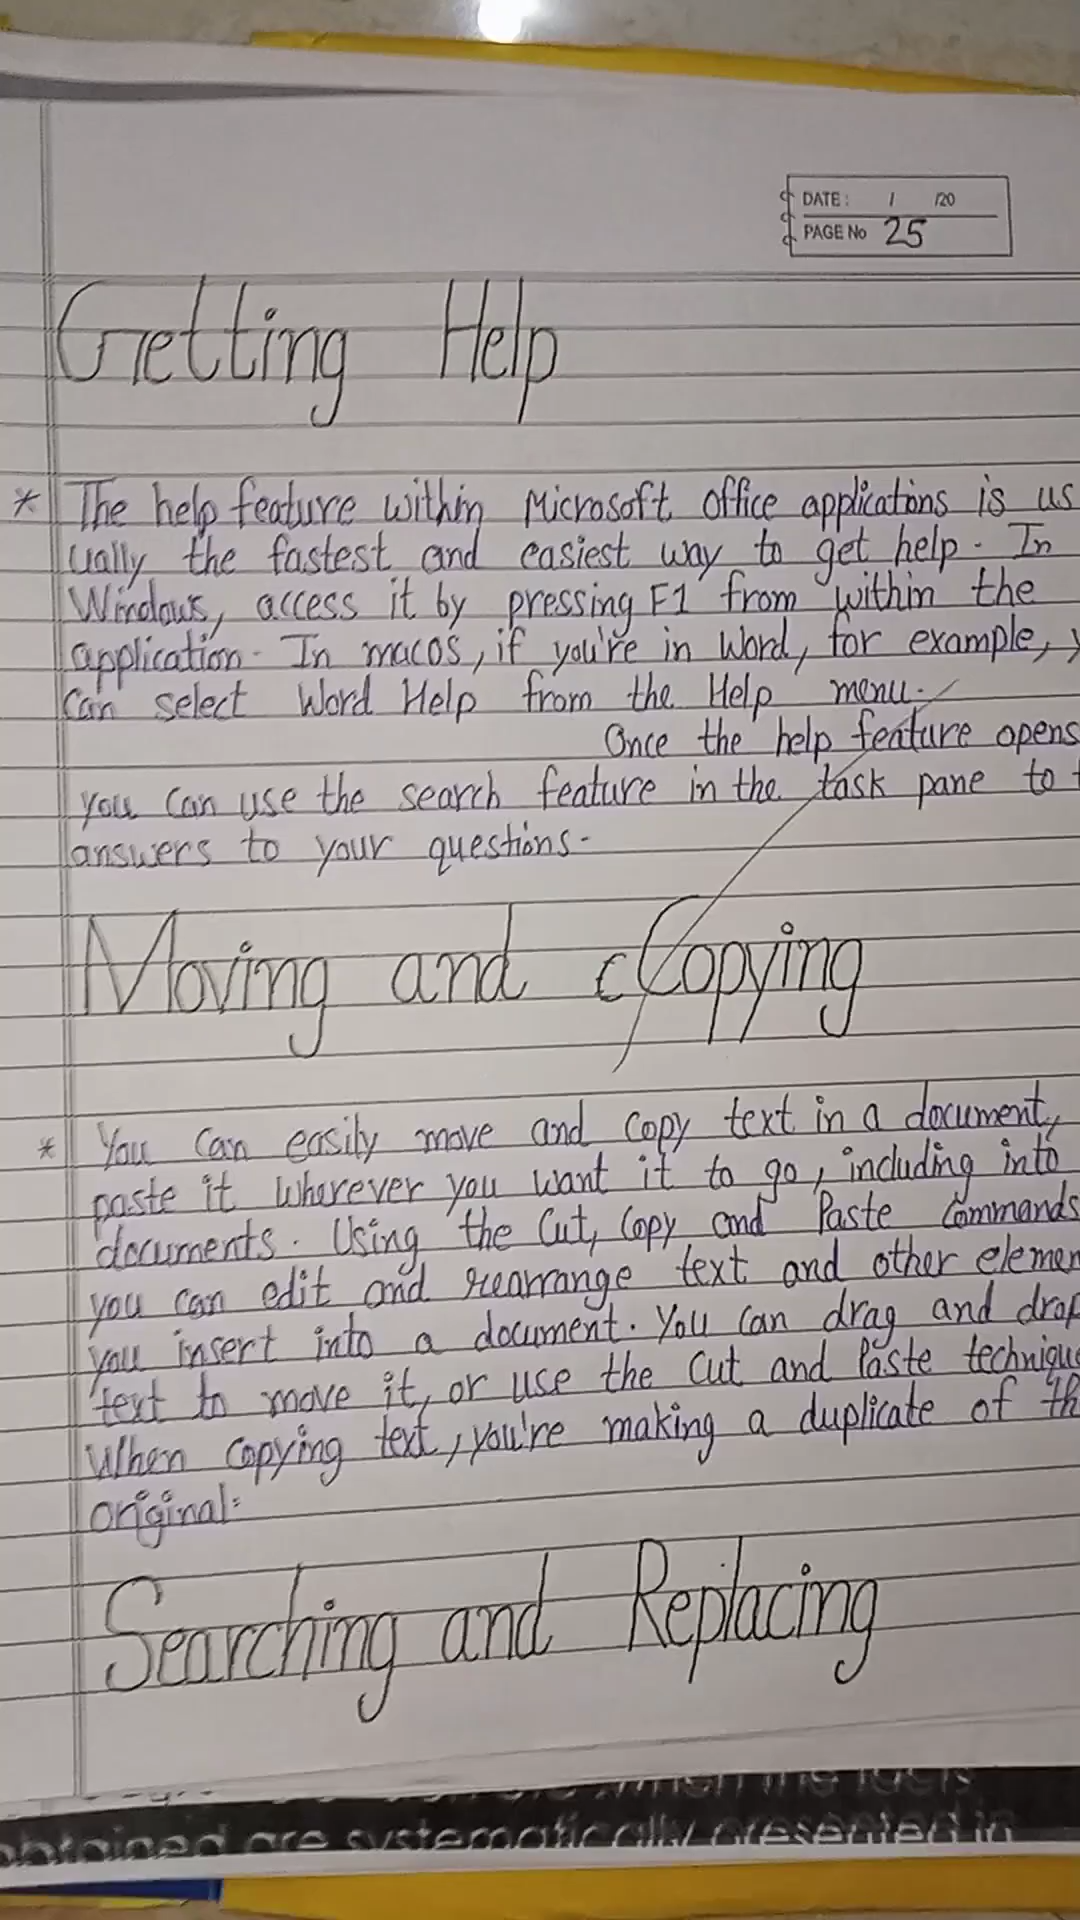 DATE : / /20
PAGE No 25
Getting Help
* The help feature within Microsoft office applications is us
ually the fastest and easiest way to get help. In
Windows, access it by pressing F1 from within the
application. In macos, if you're in Word, for example, y
can select Word Help from the Help menu.
Once the help feature opens
you can use the search feature in the task pane to
answers to your questions.
Moving and Copying
* You can easily move and copy text in a document,
paste it wherever you want it to go, including into
documents. Using the Cut, Copy and Paste Commands
you can edit and rearrange text and other elemen
you insert into a document. You can drag and drop
text to move it, or use the cut and Paste technique
When copying text, you're making a duplicate of th
original.
Searching and Replacing
obtained are systematically presented in